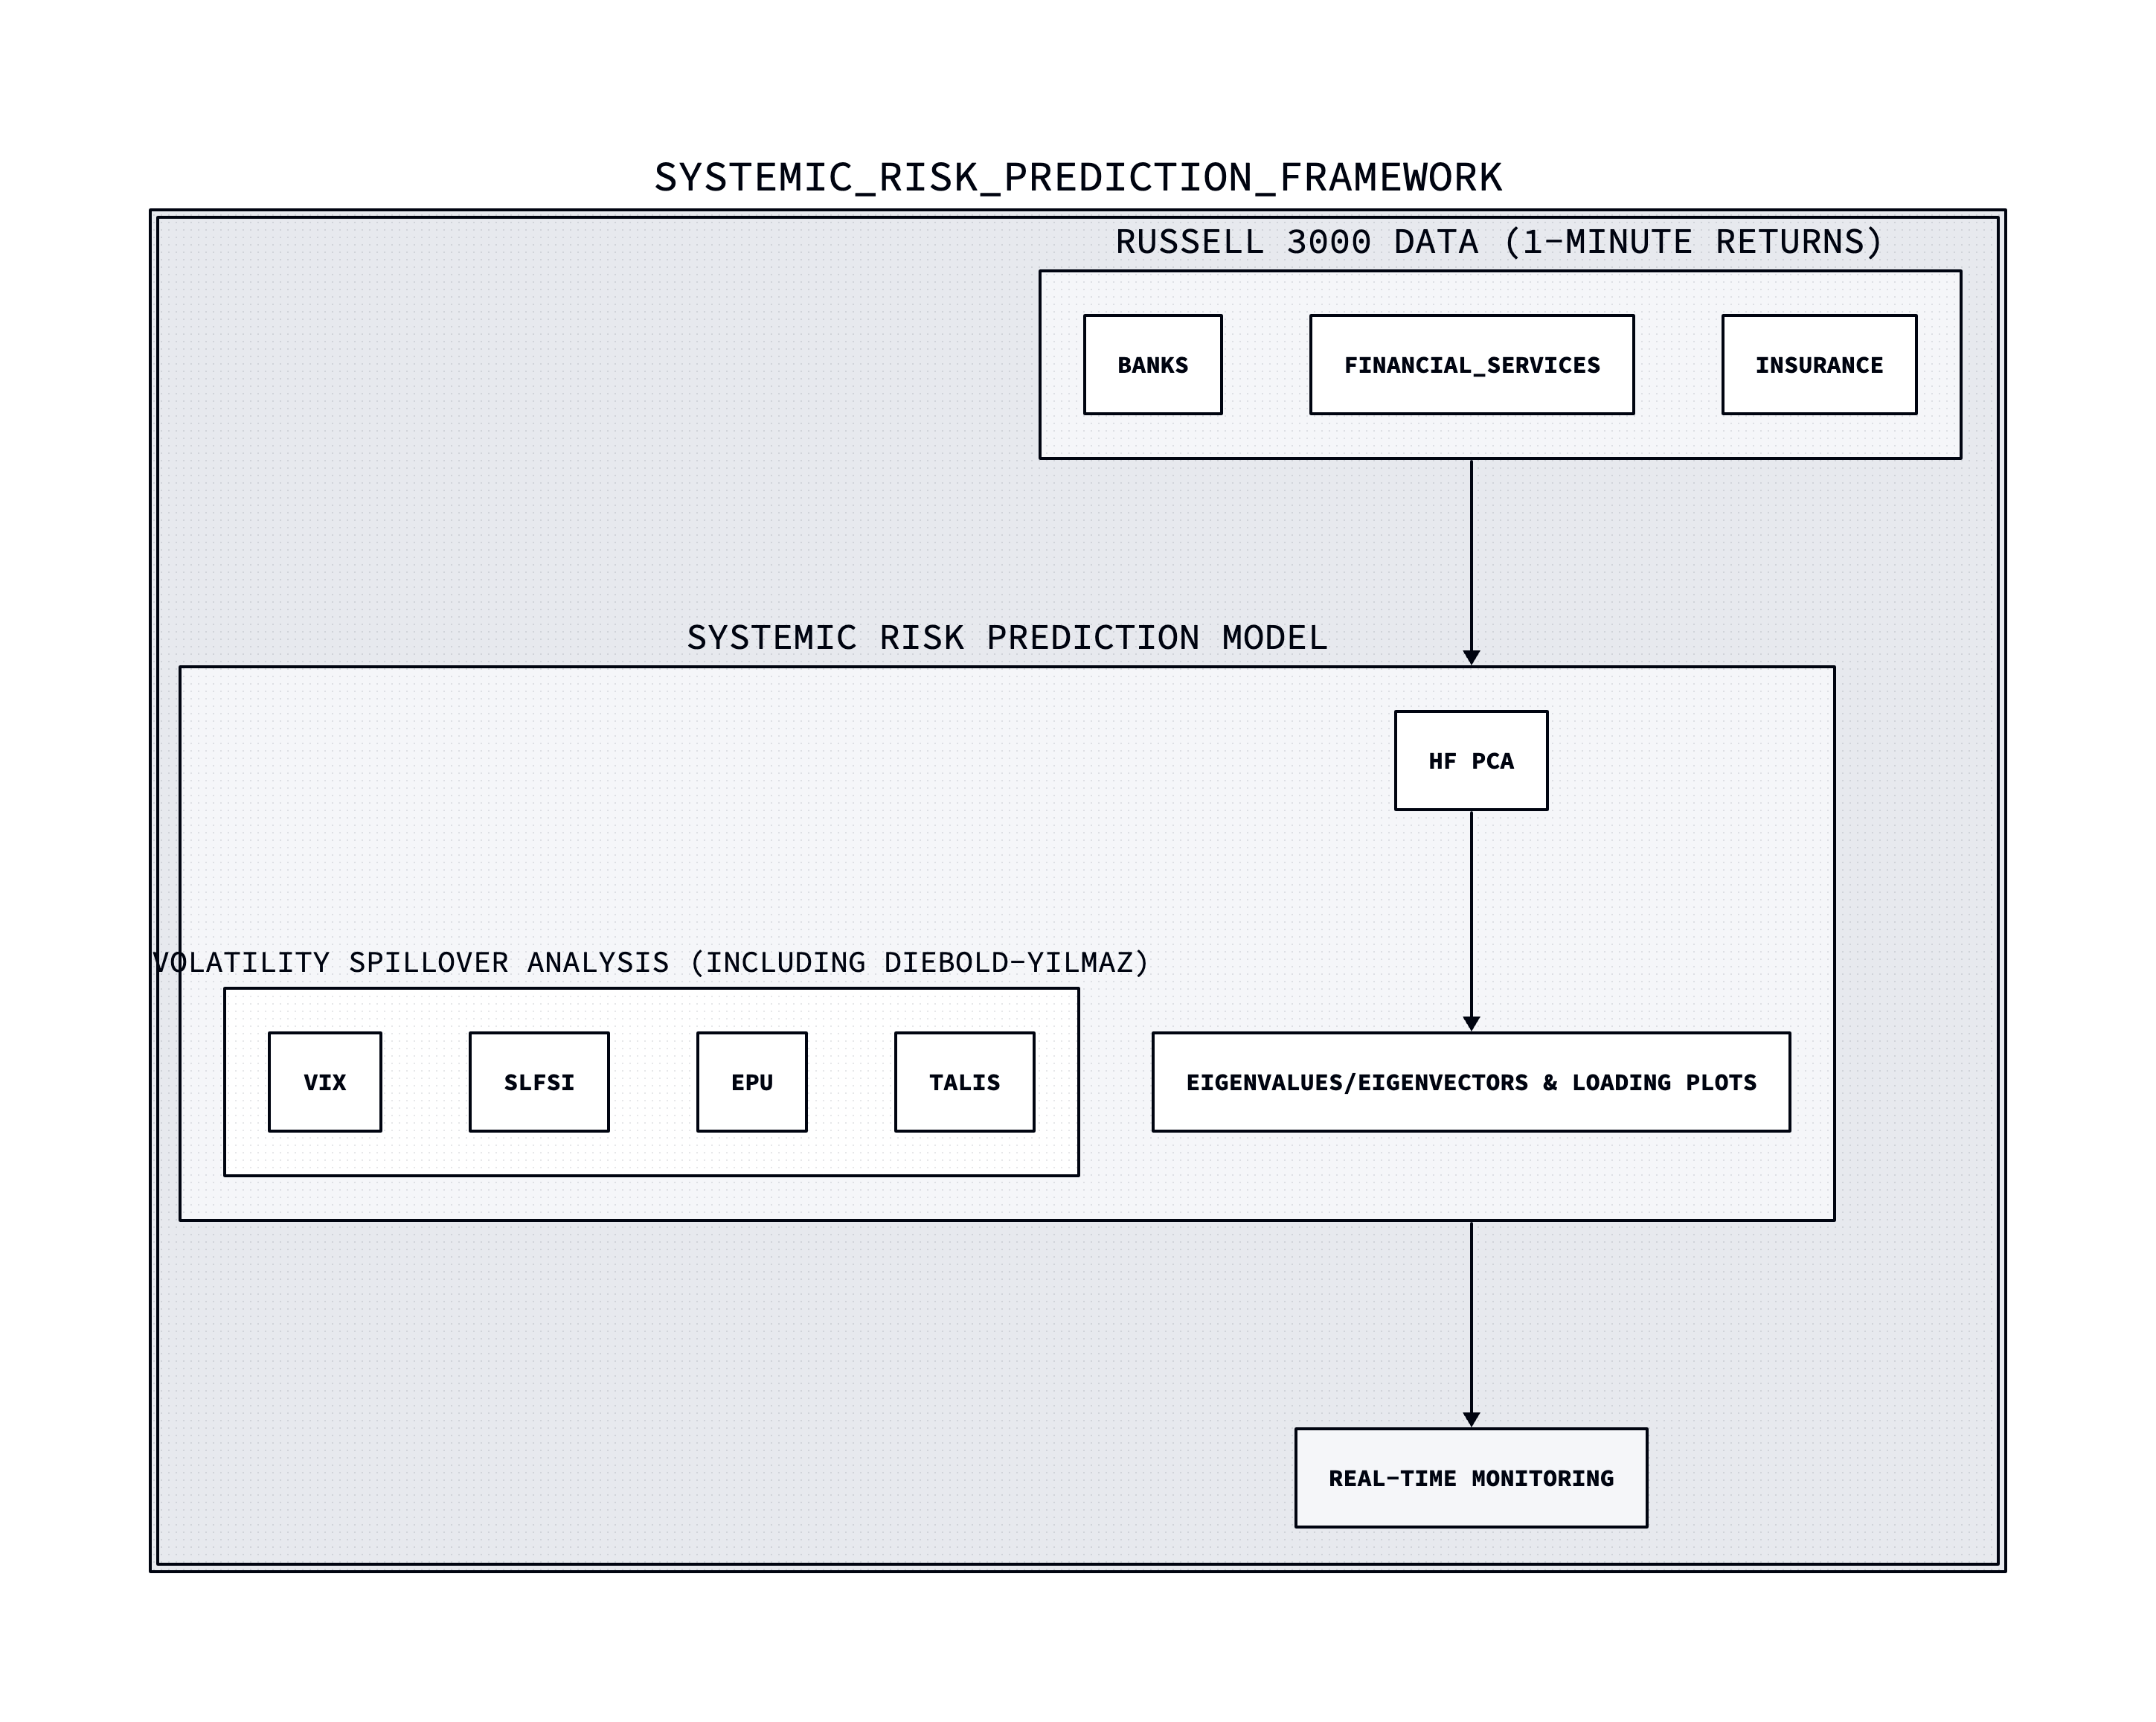 SYSTEMIC_RISK_PREDICTION_FRAMEWORK
RUSSELL 3000 DATA (1-MINUTE RETURNS)
BANKS
FINANCIAL_SERVICES
INSURANCE
SYSTEMIC RISK PREDICTION MODEL
HF PCA
VOLATILITY SPILLOVER ANALYSIS (INCLUDING DIEBOLD-YILMAZ)
VIX
SLFSI
EPU
TALIS
EIGENVALUES/EIGENVECTORS & LOADING PLOTS
REAL-TIME MONITORING